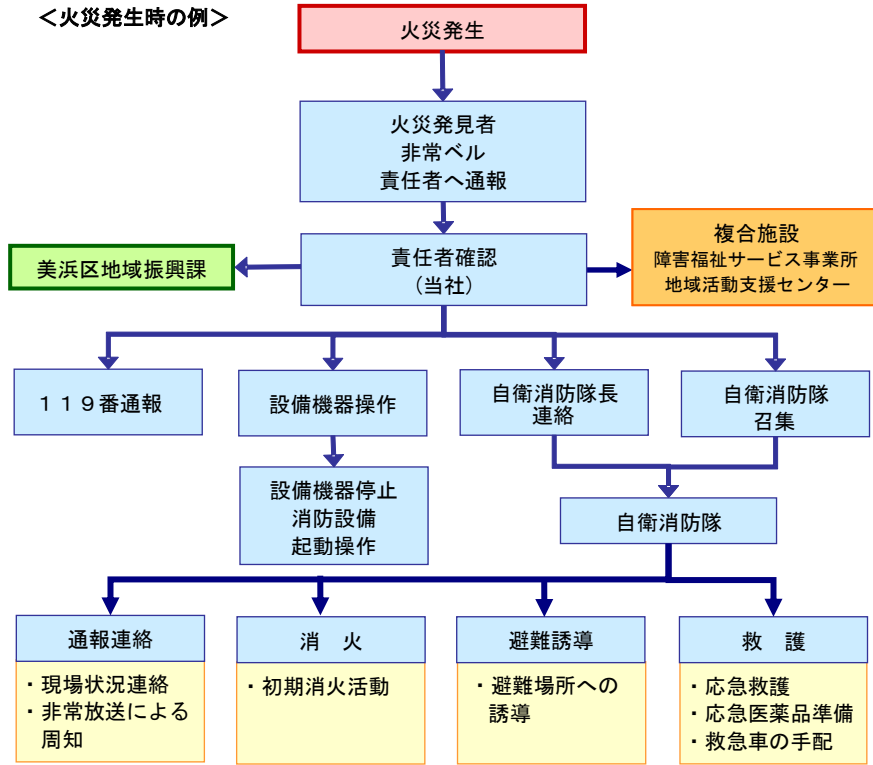 ＜火災発生時の例＞
火災発生
火災発見者
非常ベル
責任者へ通報
美浜区地域振興課
責任者確認
（当社）
複合施設
障害福祉サービス事業所
地域活動支援センター
１１９番通報
設備機器操作
自衛消防隊長
連絡
自衛消防隊
召集
設備機器停止
消防設備
起動操作
自衛消防隊
通報連絡
・現場状況連絡
・非常放送による
周知
消　火
・初期消火活動
避難誘導
・避難場所への
誘導
救　護
・応急救護
・応急医薬品準備
・救急車の手配